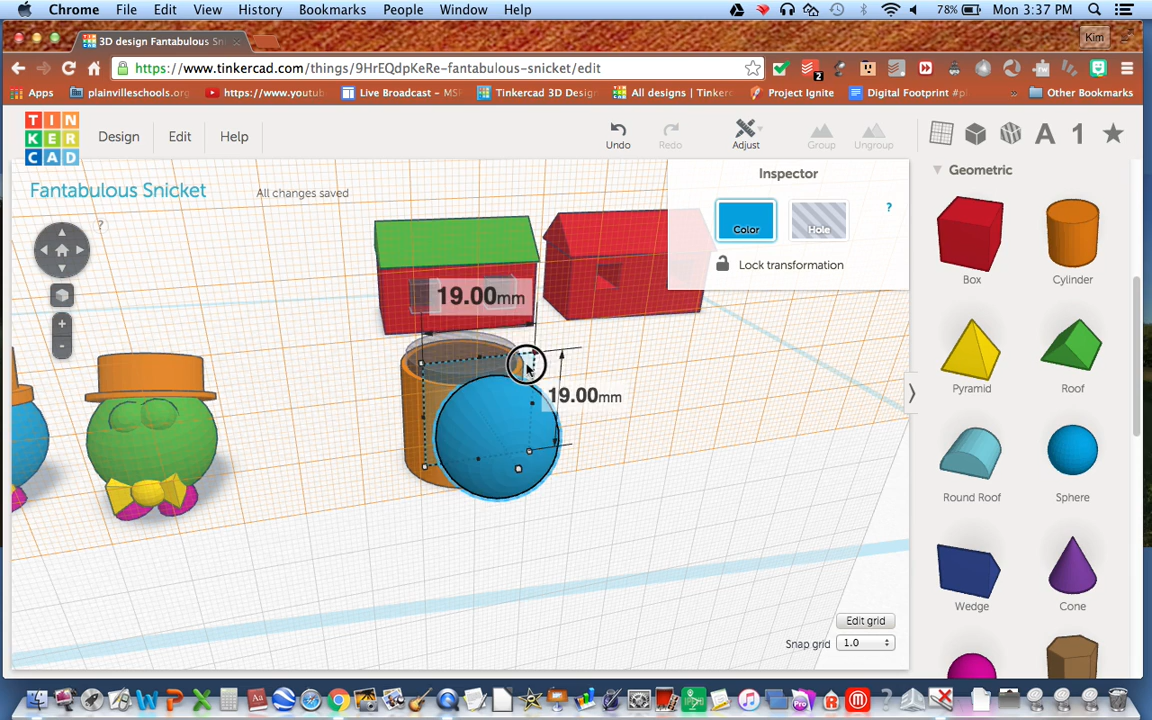 Chrome File Edit View History Bookmarks People Window Help 78% Mon 3:37 PM
3D design Fantabulous Sn Kim
https://www.tinkercad.com/things/9HrEQdpKeRe-fantabulous-snicket/edit 2
Apps plainvilleschools.org https://www.youtub Live Broadcast - MSP Tinkercad 3D Design All designs | Tinkerc Project Ignite Digital Footprint #pl » Other Bookmarks
TIN
KER
CAD
Design Edit Help Undo Redo Adjust Group Ungroup A 1
Fantabulous Snicket All changes saved ?
Inspector
Color Hole ?
Lock transformation
19.00mm
19.00mm
+
-
Geometric
Box Cylinder
Pyramid Roof
Round Roof Sphere
Wedge Cone
Edit grid
Snap grid 1.0